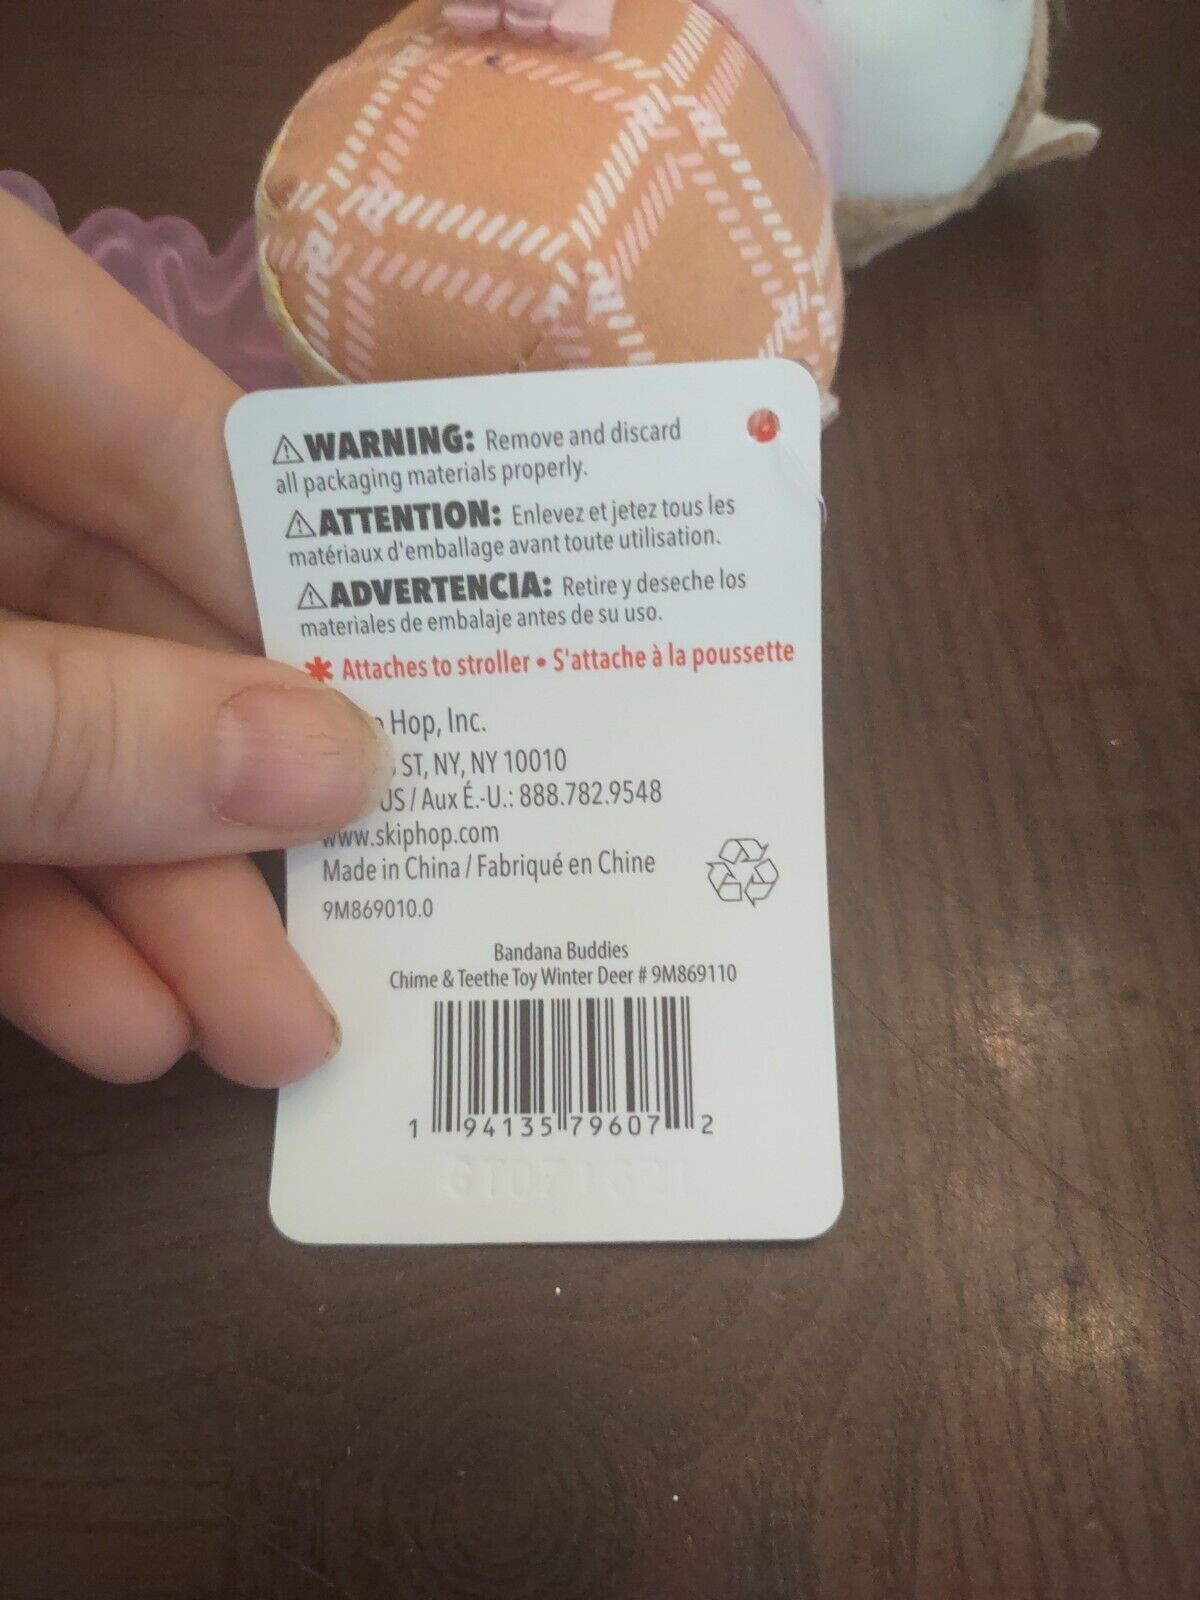 ⚠WARNING: Remove and discard
all packaging materials properly.
⚠ATTENTION: Enlevez et jetez tous les
matériaux d'emballage avant toute utilisation.
⚠ADVERTENCIA: Retire y deseche los
materiales de embalaje antes de su uso.
* Attaches to stroller • S'attache à la poussette
Hop, Inc.
ST, NY, NY 10010
US / Aux É.-U.: 888.782.9548
www.skiphop.com
Made in China / Fabriqué en Chine
9M869010.0
Bandana Buddies
Chime & Teethe Toy Winter Deer # 9M869110
1 94135 79607 2